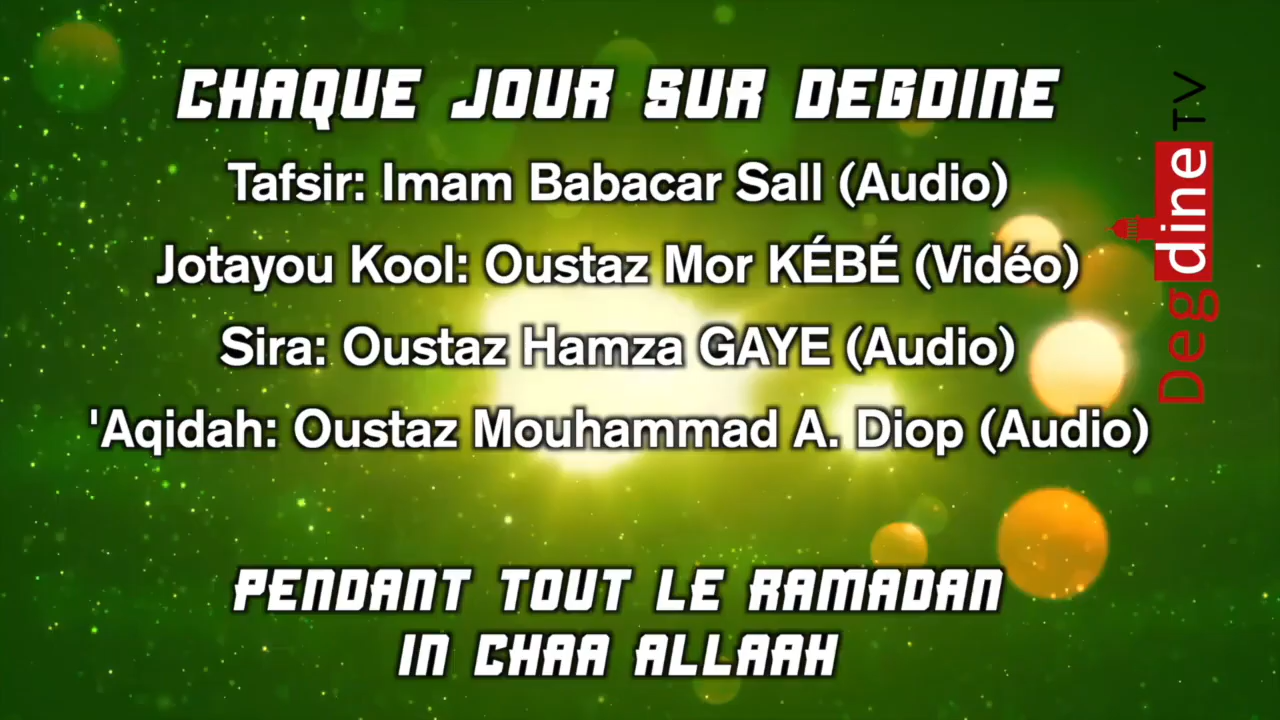 CHAQUE JOUR SUR DEGDINE
Tafsir: Imam Babacar Sall (Audio)
Jotayou Kool: Oustaz Mor KÉBÉ (Vidéo)
Sira: Oustaz Hamza GAYE (Audio)
'Aqidah: Oustaz Mouhammad A. Diop (Audio)
PENDANT TOUT LE RAMADAN
IN CHAA ALLAAH
Degdine TV